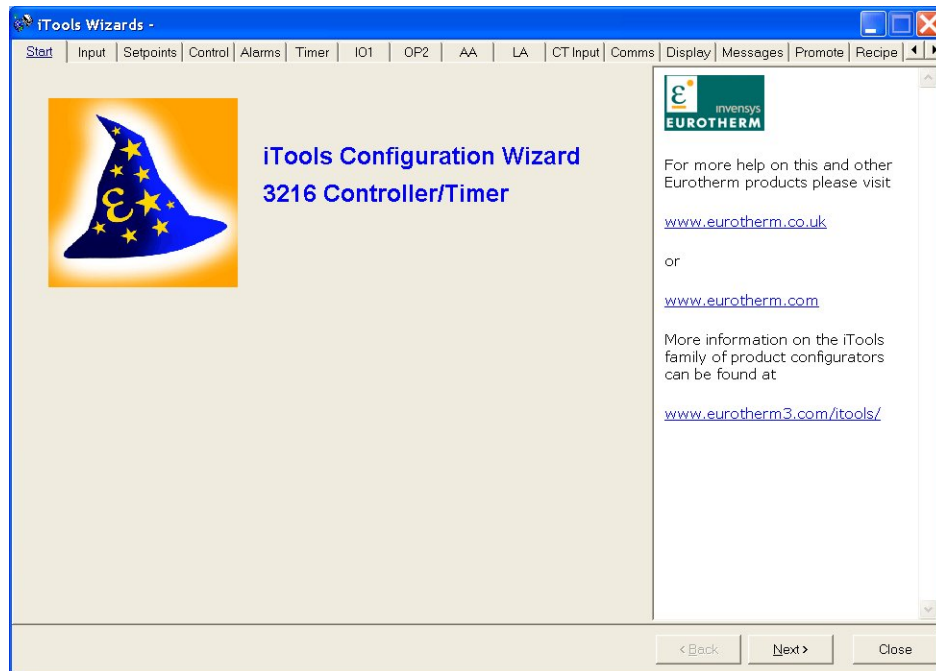 iTools Wizards -
Start Input Setpoints Control Alarms Timer IO1 OP2 AA LA CT Input Comms Display Messages Promote Recipe
iTools Configuration Wizard
3216 Controller/Timer
ε
ε
invensys
EUROTHERM
For more help on this and other
Eurotherm products please visit
www.eurotherm.co.uk
or
www.eurotherm.com
More information on the iTools
family of product configurators
can be found at
www.eurotherm3.com/itools/
< Back Next > Close